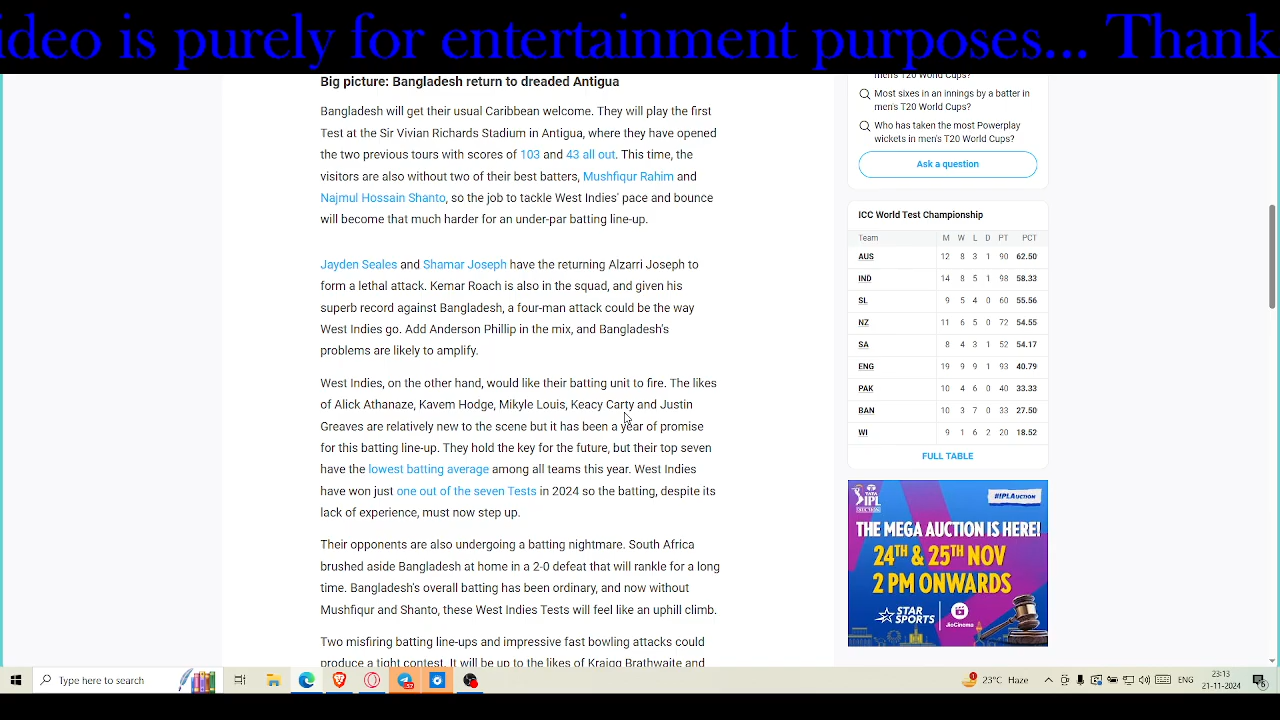 ideo is purely for entertainment purposes... Thank
Big picture: Bangladesh return to dreaded Antigua
Bangladesh will get their usual Caribbean welcome. They will play the first
Test at the Sir Vivian Richards Stadium in Antigua, where they have opened
the two previous tours with scores of 103 and 43 all out. This time, the
visitors are also without two of their best batters, Mushfiqur Rahim and
Najmul Hossain Shanto, so the job to tackle West Indies' pace and bounce
will become that much harder for an under-par batting line-up.
Jayden Seales and Shamar Joseph have the returning Alzarri Joseph to
form a lethal attack. Kemar Roach is also in the squad, and given his
superb record against Bangladesh, a four-man attack could be the way
West Indies go. Add Anderson Phillip in the mix, and Bangladesh's
problems are likely to amplify.
West Indies, on the other hand, would like their batting unit to fire. The likes
of Alick Athanaze, Kavem Hodge, Mikyle Louis, Keacy Carty and Justin
Greaves are relatively new to the scene but it has been a year of promise
for this batting line-up. They hold the key for the future, but their top seven
have the lowest batting average among all teams this year. West Indies
have won just one out of the seven Tests in 2024 so the batting, despite its
lack of experience, must now step up.
Their opponents are also undergoing a batting nightmare. South Africa
brushed aside Bangladesh at home in a 2-0 defeat that will rankle for a long
time. Bangladesh's overall batting has been ordinary, and now without
Mushfiqur and Shanto, these West Indies Tests will feel like an uphill climb.
Two misfiring batting line-ups and impressive fast bowling attacks could
produce a tight contest. It will be up to the likes of Kraigg Brathwaite and
men's T20 World Cups?
Most sixes in an innings by a batter in
men's T20 World Cups?
Who has taken the most Powerplay
wickets in men's T20 World Cups?
Ask a question
ICC World Test Championship
Team M W L D PT PCT
AUS 12 8 3 1 90 62.50
IND 14 8 5 1 98 58.33
SL 9 5 4 0 60 55.56
NZ 11 6 5 0 72 54.55
SA 8 4 3 1 52 54.17
ENG 19 9 9 1 93 40.79
PAK 10 4 6 0 40 33.33
BAN 10 3 7 0 33 27.50
WI 9 1 6 2 20 18.52
FULL TABLE
TATA
IPL
#IPLAUCTION
THE MEGA AUCTION IS HERE!
24TH & 25TH NOV
2 PM ONWARDS
STAR
SPORTS
JioCinema
Type here to search
23°C Haze
ENG
23:13
21-11-2024